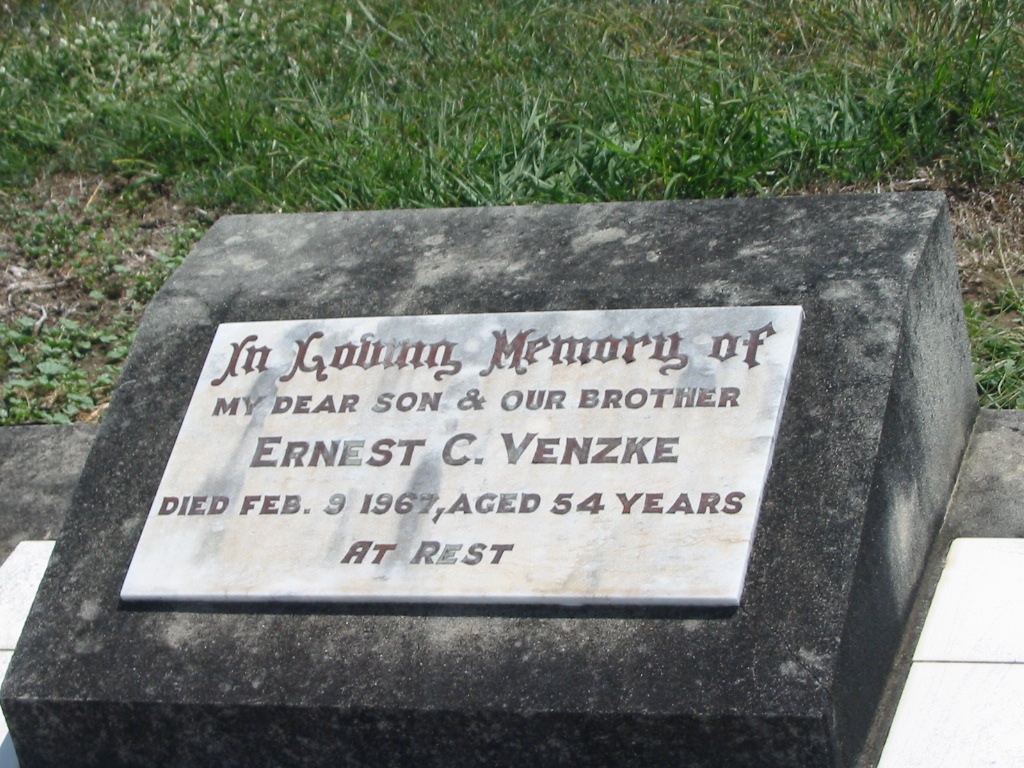 In Loving Memory of
MY DEAR SON & OUR BROTHER
ERNEST C. VENZKE
DIED FEB. 9 1967, AGED 54 YEARS
AT REST